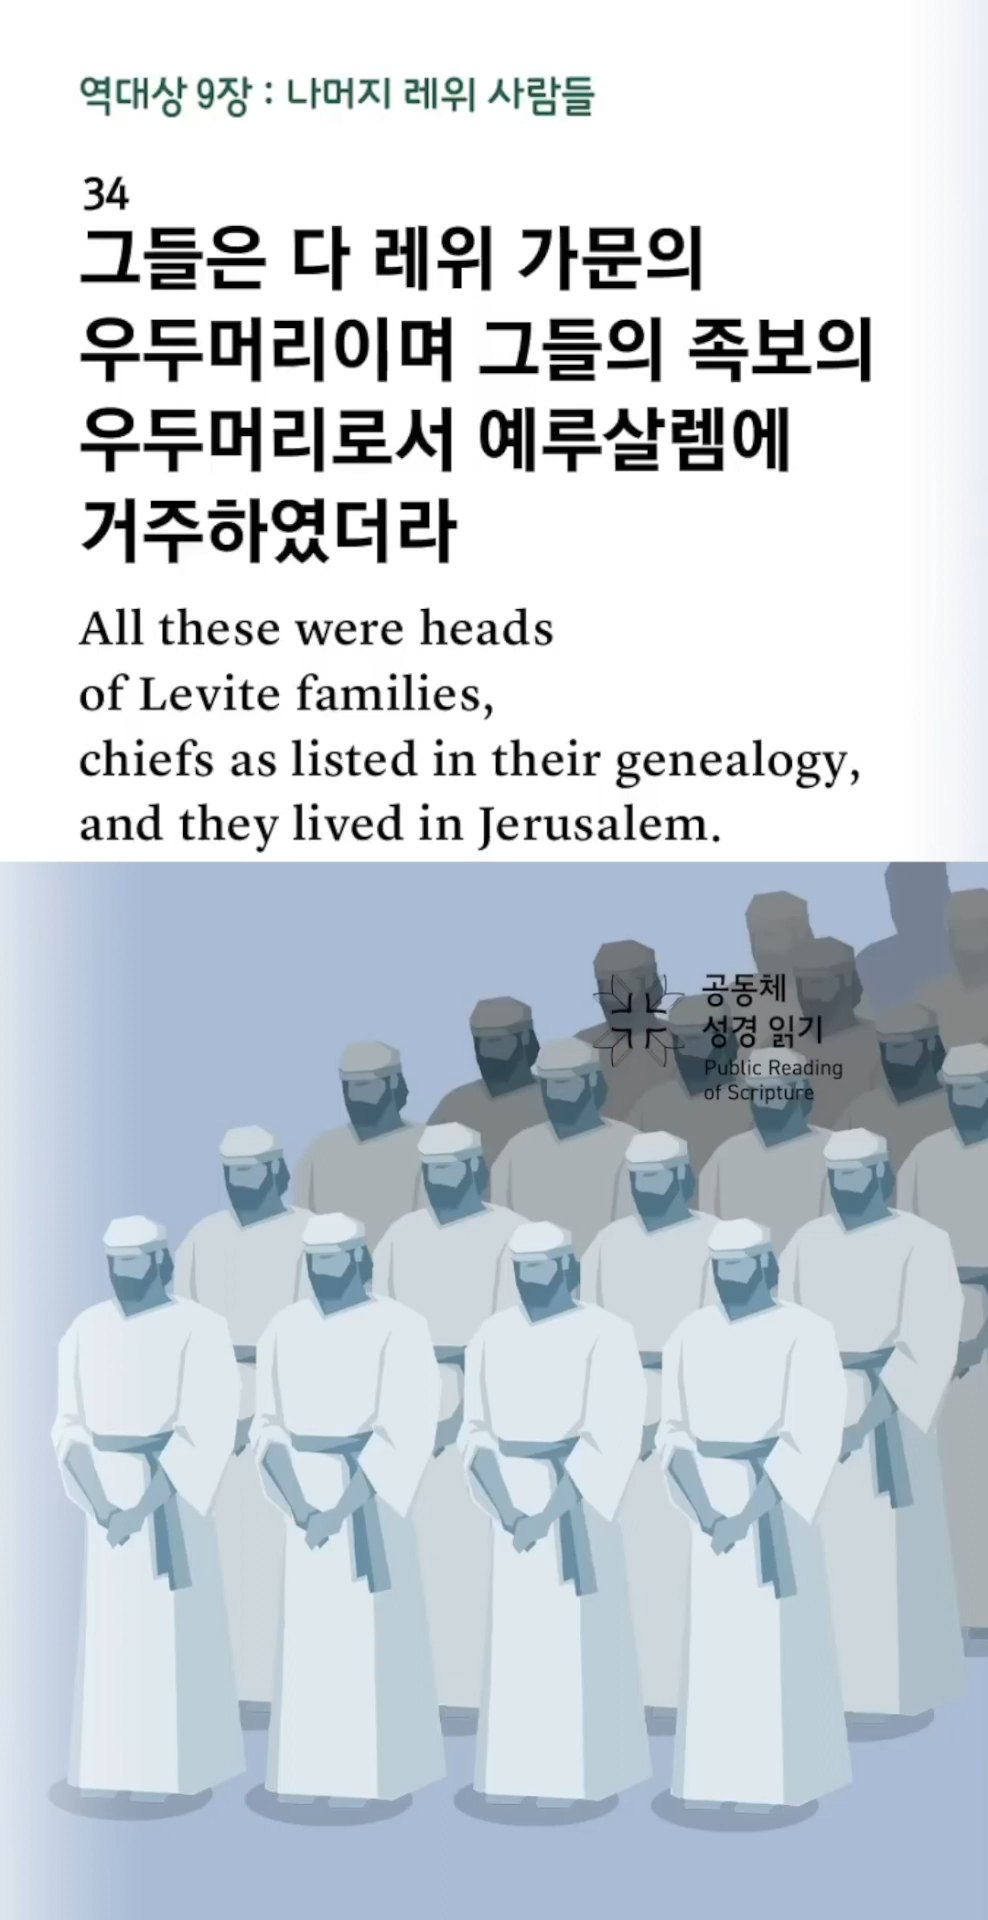 역대상 9장 : 나머지 레위 사람들
34
그들은 다 레위 가문의
우두머리이며 그들의 족보의
우두머리로서 예루살렘에
거주하였더라
All these were heads
of Levite families,
chiefs as listed in their genealogy,
and they lived in Jerusalem.
공동체
성경 읽기
Public Reading
of Scripture